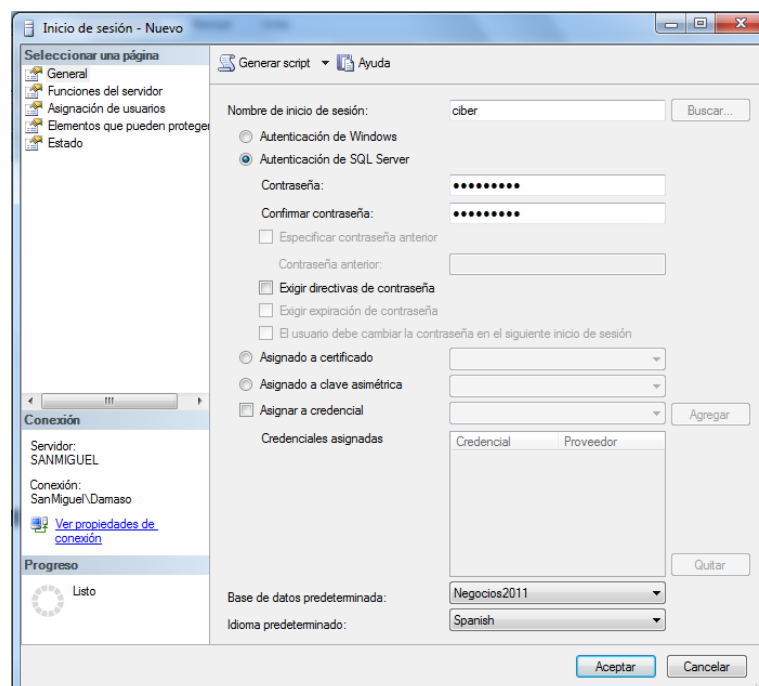 Inicio de sesión - Nuevo
Seleccionar una página
General
Funciones del servidor
Asignación de usuarios
Elementos que pueden proteger
Estado
Conexión
Servidor:
SANMIGUEL
Conexión:
SanMiguel\Damaso
Ver propiedades de
conexión
Progreso
Listo
Generar script
Ayuda
Nombre de inicio de sesión:
ciber
Buscar...
Autenticación de Windows
Autenticación de SQL Server
Contraseña:
•••••••••
Confirmar contraseña:
•••••••••
Especificar contraseña anterior
Contraseña anterior:
Exigir directivas de contraseña
Exigir expiración de contraseña
El usuario debe cambiar la contraseña en el siguiente inicio de sesión
Asignado a certificado
Asignado a clave asimétrica
Asignar a credencial
Agregar
Credenciales asignadas
Credencial Proveedor
Quitar
Base de datos predeterminada:
Negocios2011
Idioma predeterminado:
Spanish
Aceptar
Cancelar